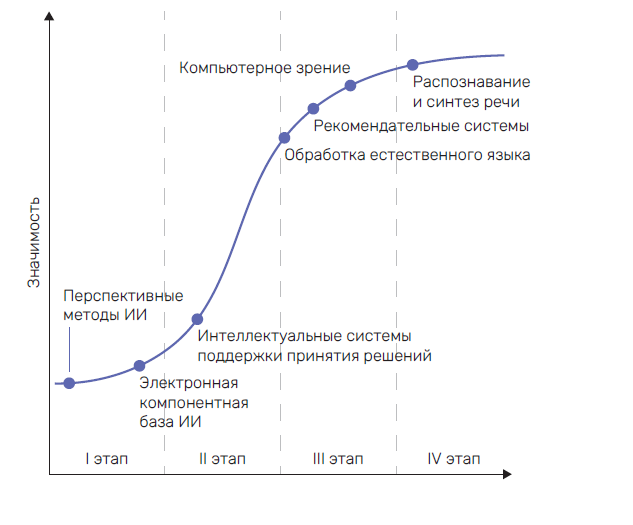 Компьютерное зрение
Распознавание
и синтез речи
Рекомендательные системы
Обработка естественного языка
Значимость
Перспективные
методы ИИ
Интеллектуальные системы
поддержки принятия решений
Электронная
компонентная
база ИИ
I этап
II этап
III этап
IV этап